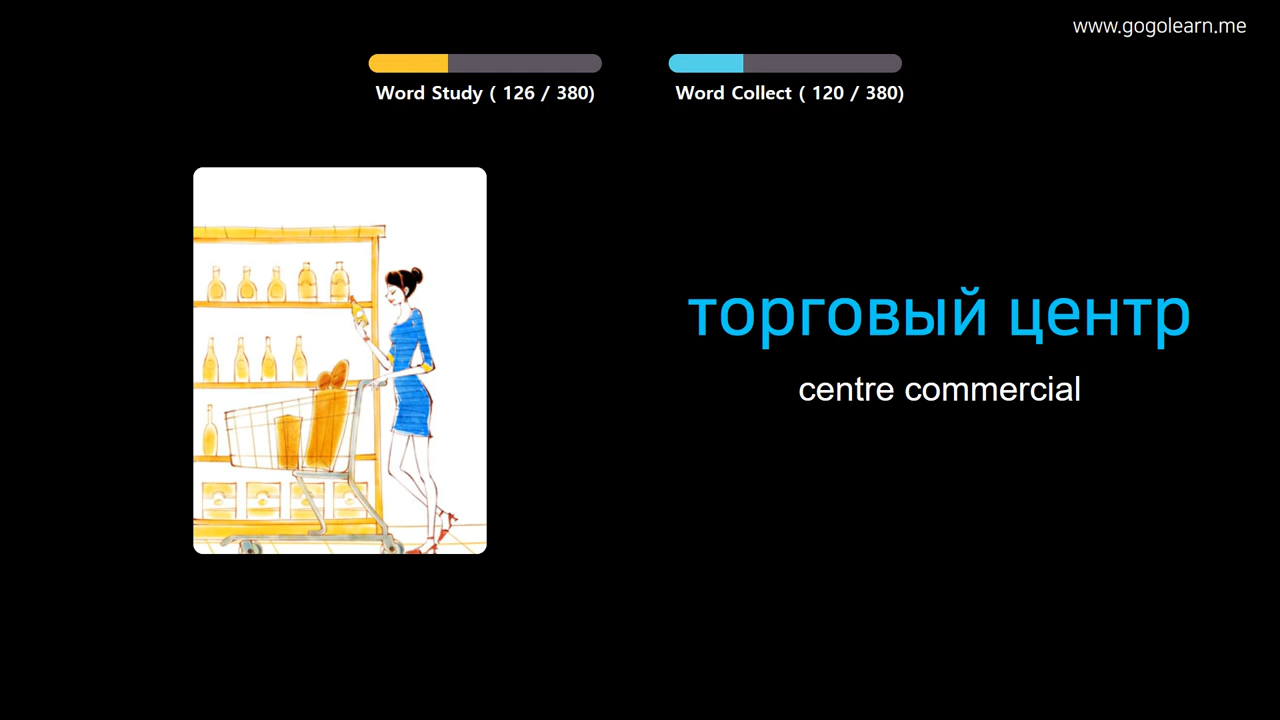 www.gogolearn.me
Word Study ( 126 / 380)
Word Collect ( 120 / 380)
торговый центр
centre commercial